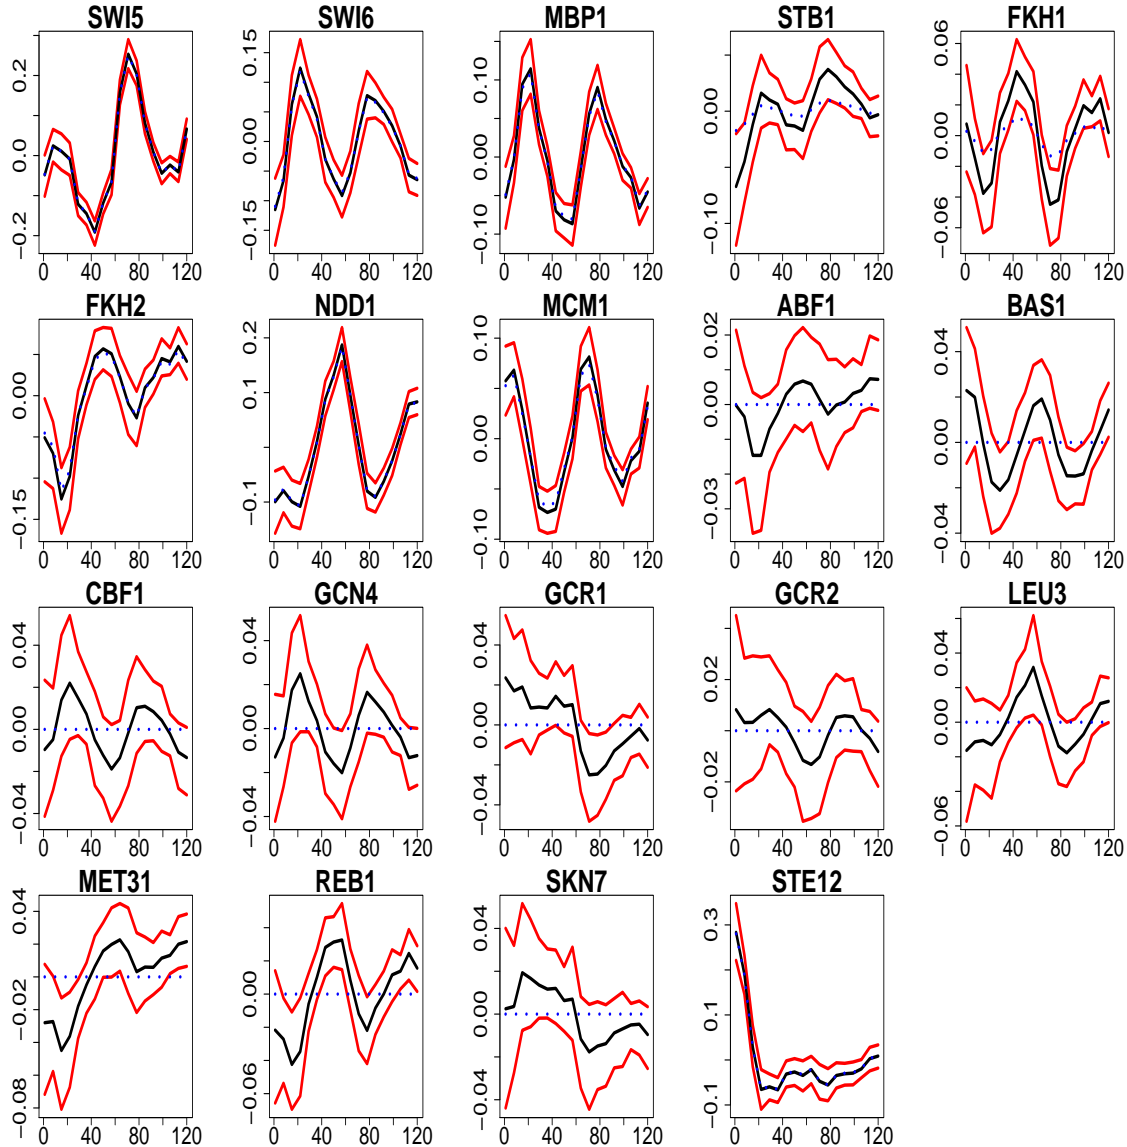 SWI5 SWI6 MBP1 STB1 FKH1
−0.2 0.0 0.2 −0.15 0.00 0.15 −0.10 0.00 0.10 −0.10 0.00 −0.06 0.00 0.06
0 40 80 120 0 40 80 120 0 40 80 120 0 40 80 120 0 40 80 120
FKH2 NDD1 MCM1 ABF1 BAS1
−0.15 0.00 −0.1 0.1 0.2 −0.10 0.00 0.10 −0.03 0.00 0.02 −0.04 0.00 0.04
0 40 80 120 0 40 80 120 0 40 80 120 0 40 80 120 0 40 80 120
CBF1 GCN4 GCR1 GCR2 LEU3
−0.04 0.00 0.04 −0.04 0.00 0.04 −0.04 0.00 0.04 −0.02 0.02 −0.06 0.00 0.04
0 40 80 120 0 40 80 120 0 40 80 120 0 40 80 120 0 40 80 120
MET31 REB1 SKN7 STE12
−0.08 −0.02 0.04 −0.06 0.00 −0.04 0.00 0.04 −0.1 0.1 0.3
0 40 80 120 0 40 80 120 0 40 80 120 0 40 80 120